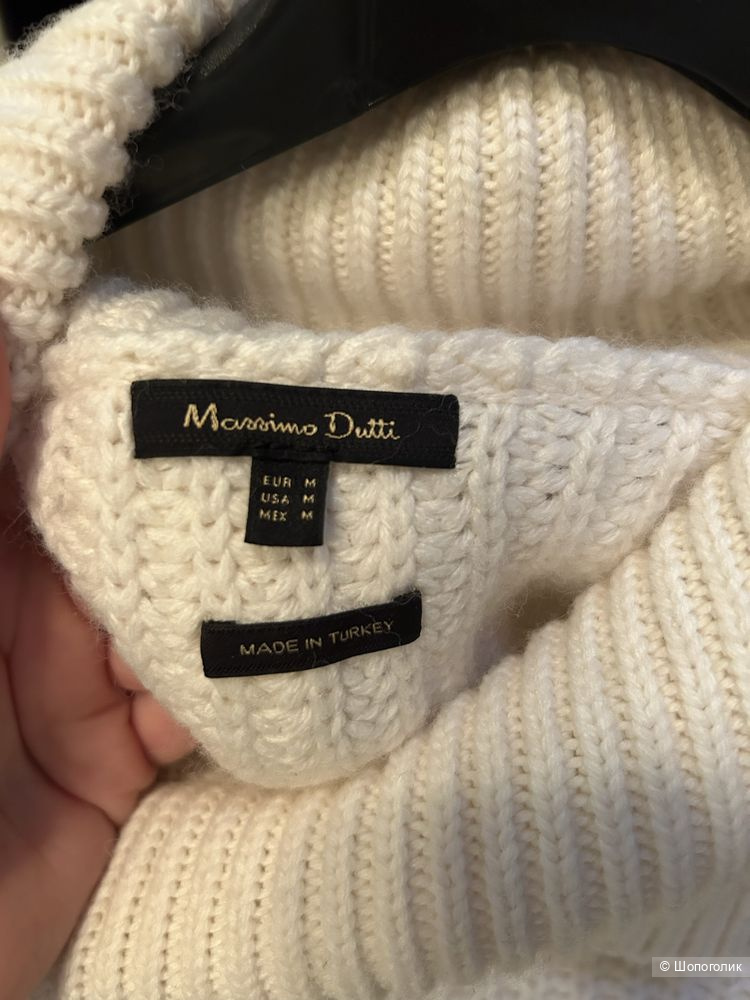 Massimo Dutti
EUR M
USA M
MEX M
MADE IN TURKEY
© Шопоголик